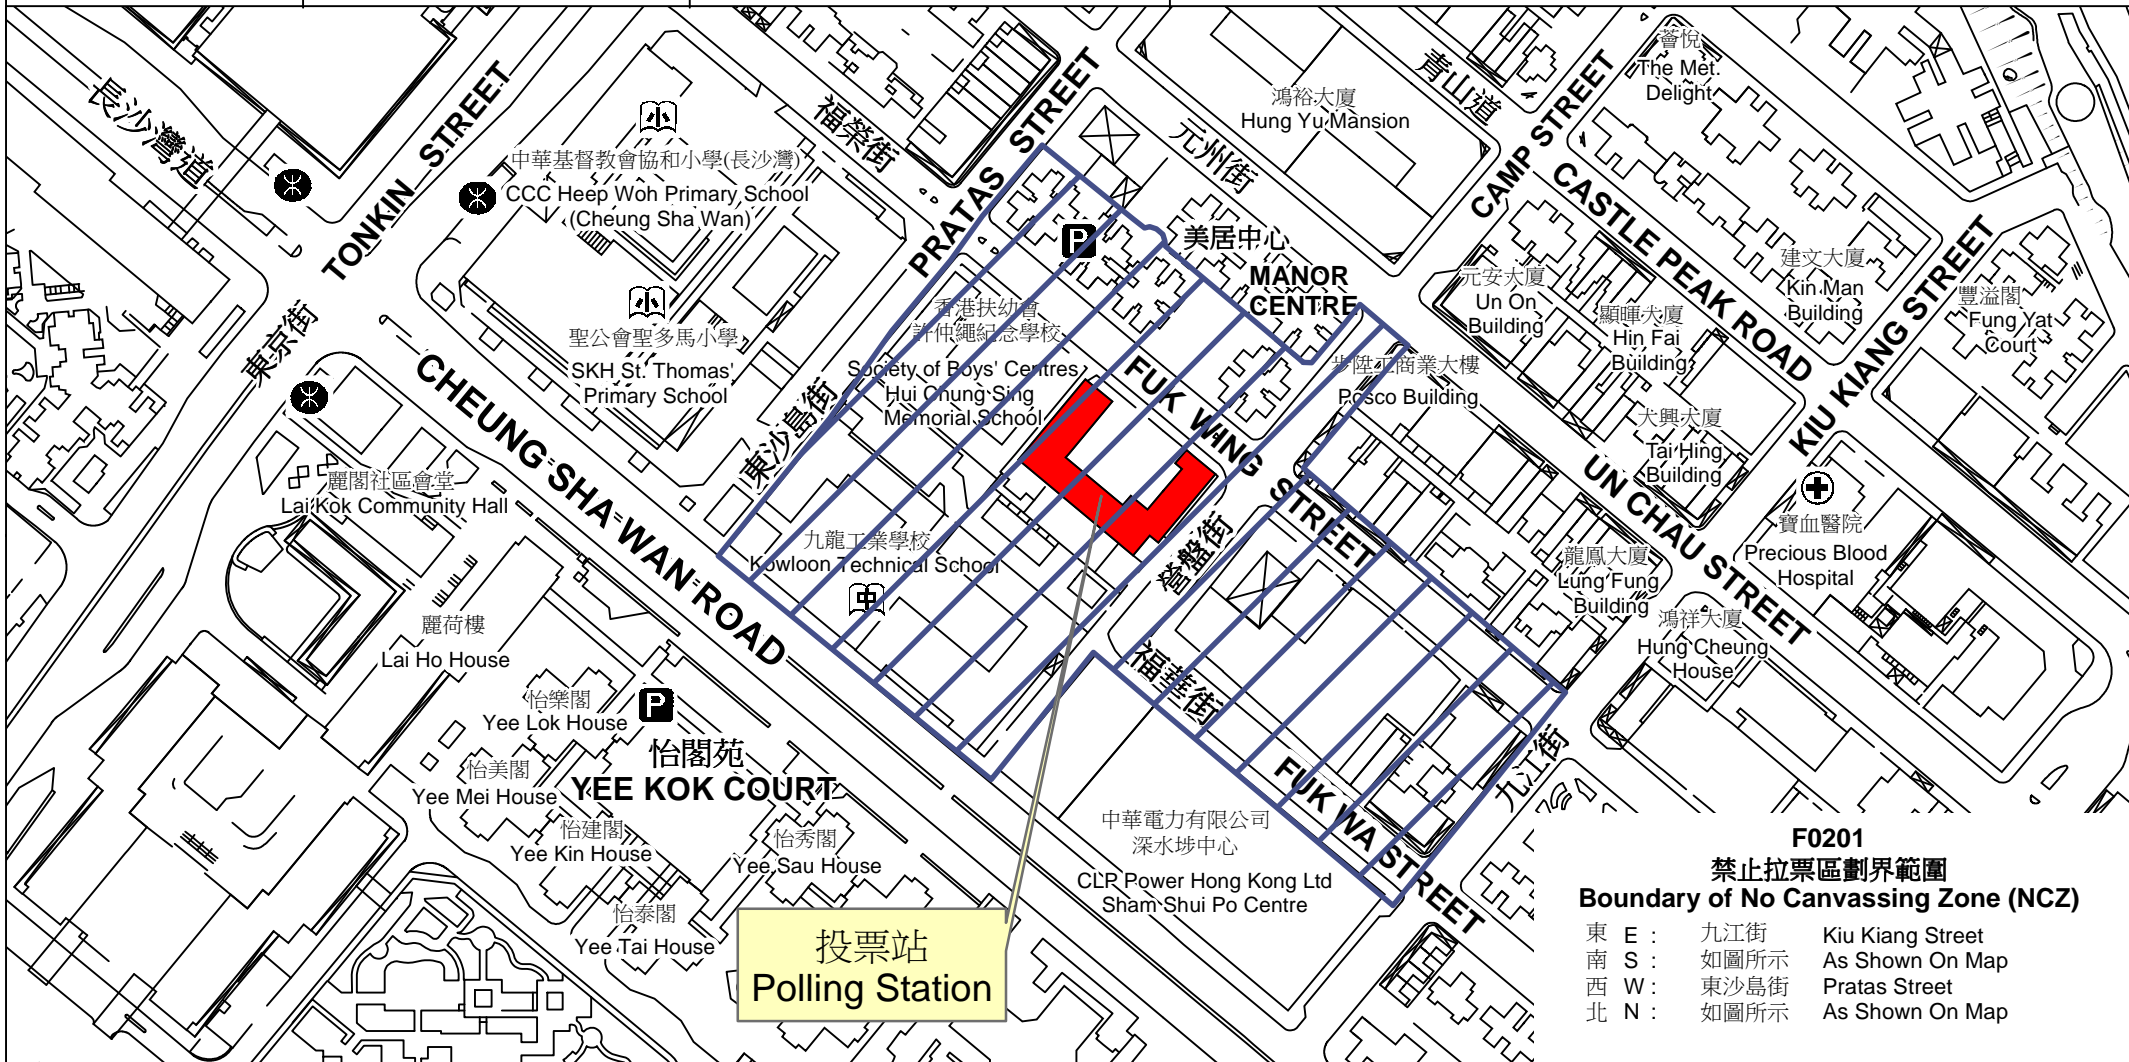 薈悅
The Met.
Delight
青山道
鴻裕大廈
Hung Yu Mansion
長沙灣道
TONKIN STREET
福榮街
PRATAS STREET
元州街
CAMP STREET
CASTLE PEAK ROAD
中華基督教會協和小學(長沙灣)
CCC Heep Woh Primary School
(Cheung Sha Wan)
小
P
美居中心
MANOR
CENTRE
元安大廈
Un On
Building
建文大廈
Kin Man
Building
豐溢閣
Fung Yat
Court
KIU KIANG STREET
顯暉大廈
Hin Fai
Building
小
聖公會聖多馬小學
SKH St. Thomas'
Primary School
東京街
香港扶幼會
許仲繩紀念學校
Society of Boys' Centres
Hui Chung Sing
Memorial School
步陞工商業大樓
Posco Building
大興大廈
Tai Hing
Building
CHEUNG SHA WAN ROAD
東沙島街
FUK WING STREET
UN CHAU STREET
麗閣社區會堂
Lai Kok Community Hall
九龍工業學校
Kowloon Technical School
中
營盤街
寶血醫院
Precious Blood
Hospital
龍鳳大廈
Lung Fung
Building
鴻祥大廈
Hung Cheung
House
麗荷樓
Lai Ho House
福華街
怡樂閣
Yee Lok House
P
怡閣苑
YEE KOK COURT
怡美閣
Yee Mei House
怡建閣
Yee Kin House
怡秀閣
Yee Sau House
怡泰閣
Yee Tai House
九江街
FUK WA STREET
中華電力有限公司
深水埗中心
CLP Power Hong Kong Ltd
Sham Shui Po Centre
投票站
Polling Station
F0201
禁止拉票區劃界範圍
Boundary of No Canvassing Zone (NCZ)
東 E : 九江街 Kiu Kiang Street
南 S : 如圖所示 As Shown On Map
西 W : 東沙島街 Pratas Street
北 N : 如圖所示 As Shown On Map